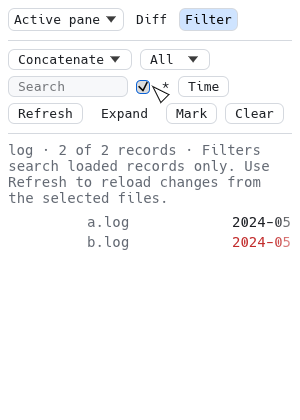 Active pane Diff Filter
Concatenate All
Search * Time
Refresh Expand Mark Clear
log · 2 of 2 records · Filters
search loaded records only. Use
Refresh to reload changes from
the selected files.
a.log 2024-05
b.log 2024-05